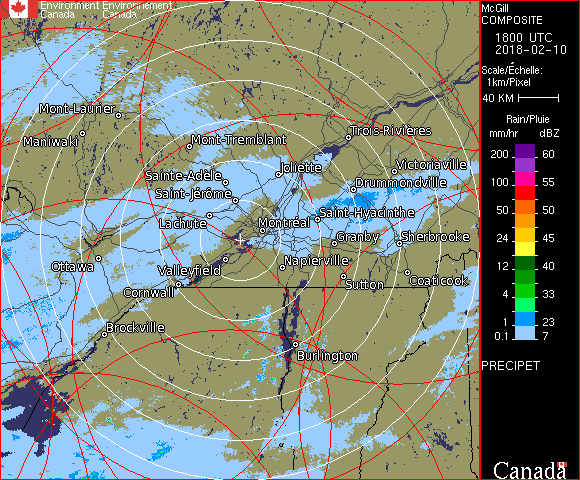 Environment Environnement
Canada Canada
McGill
COMPOSITE
1800 UTC
2018-02-10
Scale/Échelle:
1km/Pixel
40 KM
Rain/Pluie
mm/hr dBZ
200 60
100 55
50 50
24 45
12 40
4 33
1 23
0.1 7
PRECIPET
Canada
Mont-Laurier
Maniwaki
Mont-Tremblant
Trois-Rivières
Sainte-Adèle
Joliette
Victoriaville
Saint-Jérôme
Drummondville
Lachute
Montréal
Saint-Hyacinthe
Granby
Sherbrooke
Ottawa
Valleyfield
Napierville
Cornwall
Sutton
Coaticook
Brockville
Burlington